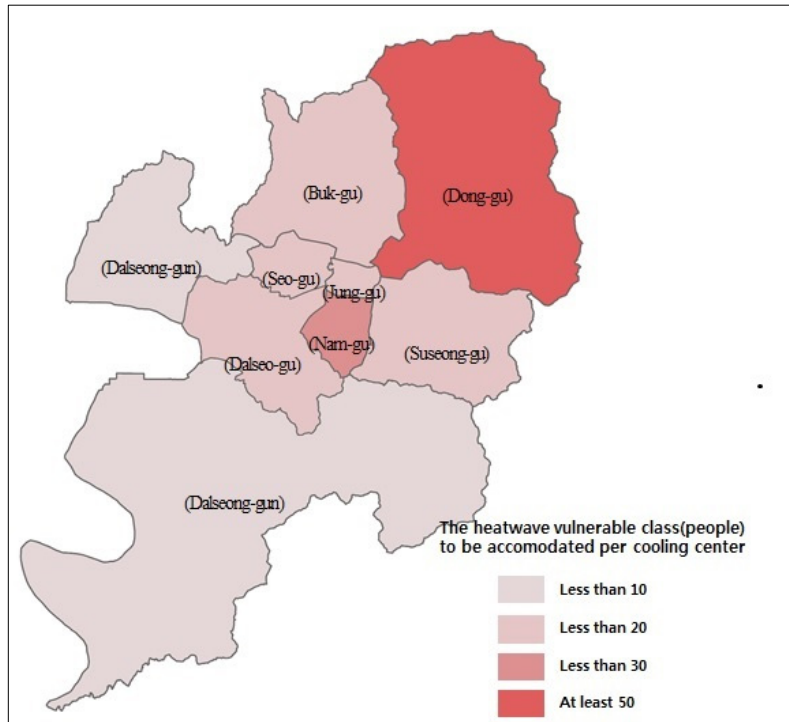 (Buk-gu)
(Dong-gu)
(Dalseong-gun)
(Seo-gu)
(Jung-gu)
(Nam-gu)
(Suseong-gu)
(Dalseo-gu)
(Dalseong-gun)
The heatwave vulnerable class(people)
to be accomodated per cooling center
Less than 10
Less than 20
Less than 30
At least 50